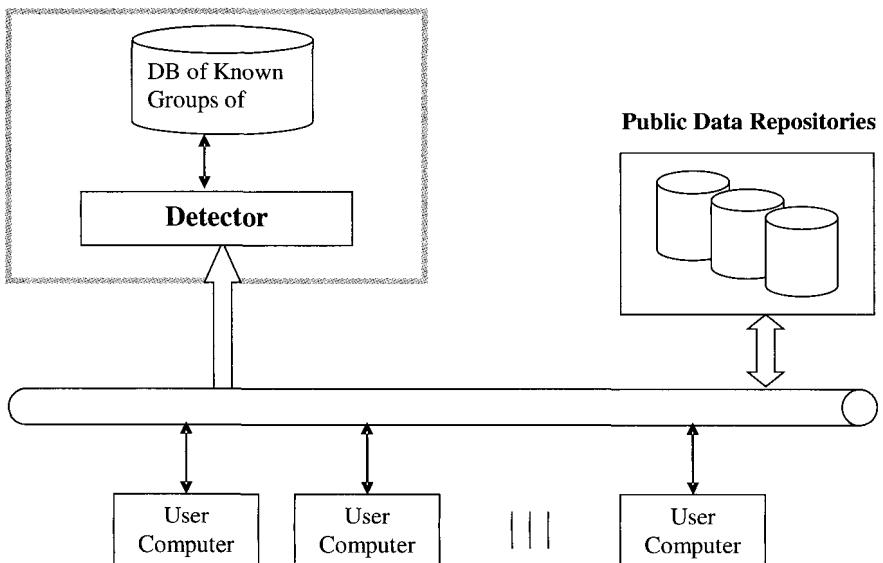 DB of Known
Groups of
Detector
Public Data Repositories
User
Computer
User
Computer
User
Computer